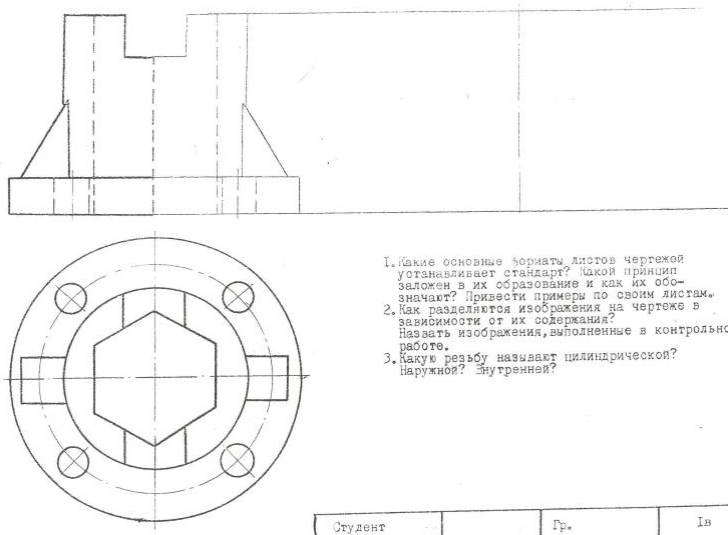 1. Какие основные форматы листов чертежей
устанавливает стандарт? Какой принцип
заложен в их образование и как их обо-
значают? Привести примеры по своим листам.
2. Как разделяются изображения на чертеже в
зависимости от их содержания?
Назвать изображения, выполненные в контрольно
работе.
3. Какую резьбу называют цилиндрической?
Наружной? Внутренней?
Студент Гр. Iв